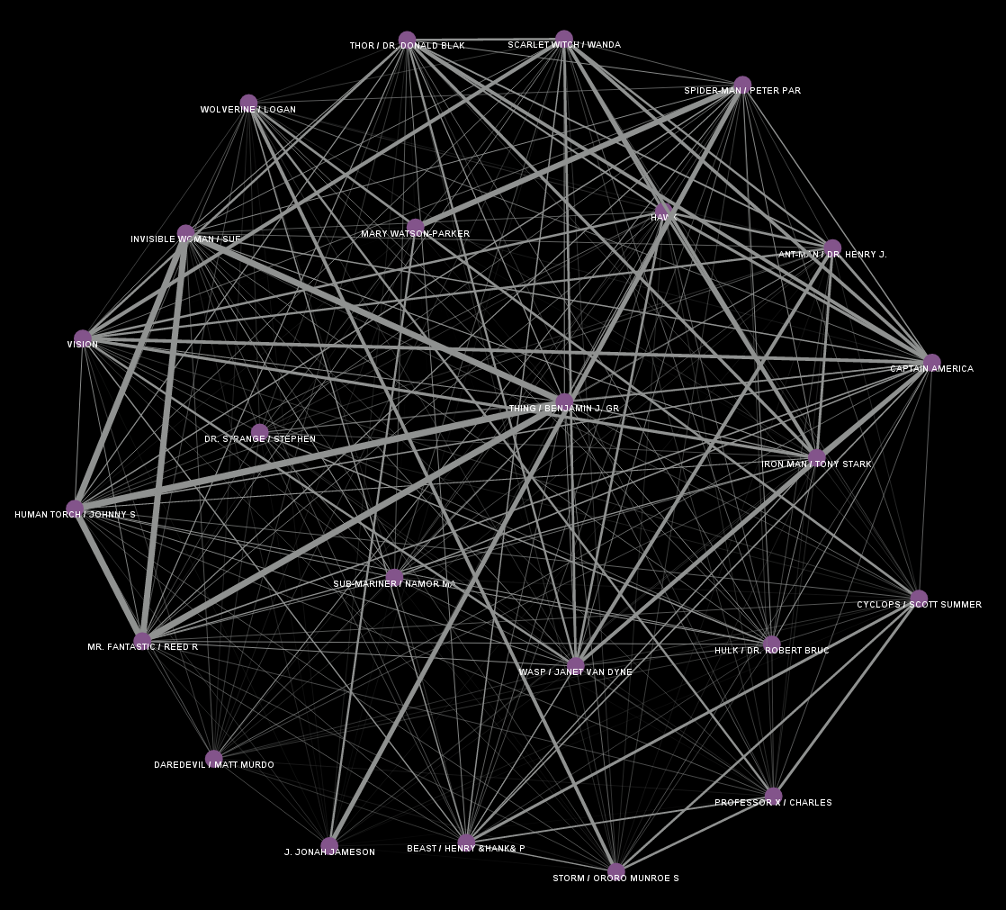 THOR / DR. DONALD BLAK
SCARLET WITCH / WANDA
SPIDER-MAN / PETER PAR
WOLVERINE / LOGAN
HAWK
MARY WATSON-PARKER
INVISIBLE WOMAN / SUE
ANT-MAN / DR. HENRY J.
VISION
CAPTAIN AMERICA
THING / BENJAMIN J. GR
DR. STRANGE / STEPHEN
IRON MAN / TONY STARK
HUMAN TORCH / JOHNNY S
SUB-MARINER / NAMOR MA
CYCLOPS / SCOTT SUMMER
MR. FANTASTIC / REED R
HULK / DR. ROBERT BRUC
WASP / JANET VAN DYNE
DAREDEVIL / MATT MURDO
PROFESSOR X / CHARLES
J. JONAH JAMESON
BEAST / HENRY &HANK& P
STORM / ORORO MUNROE S